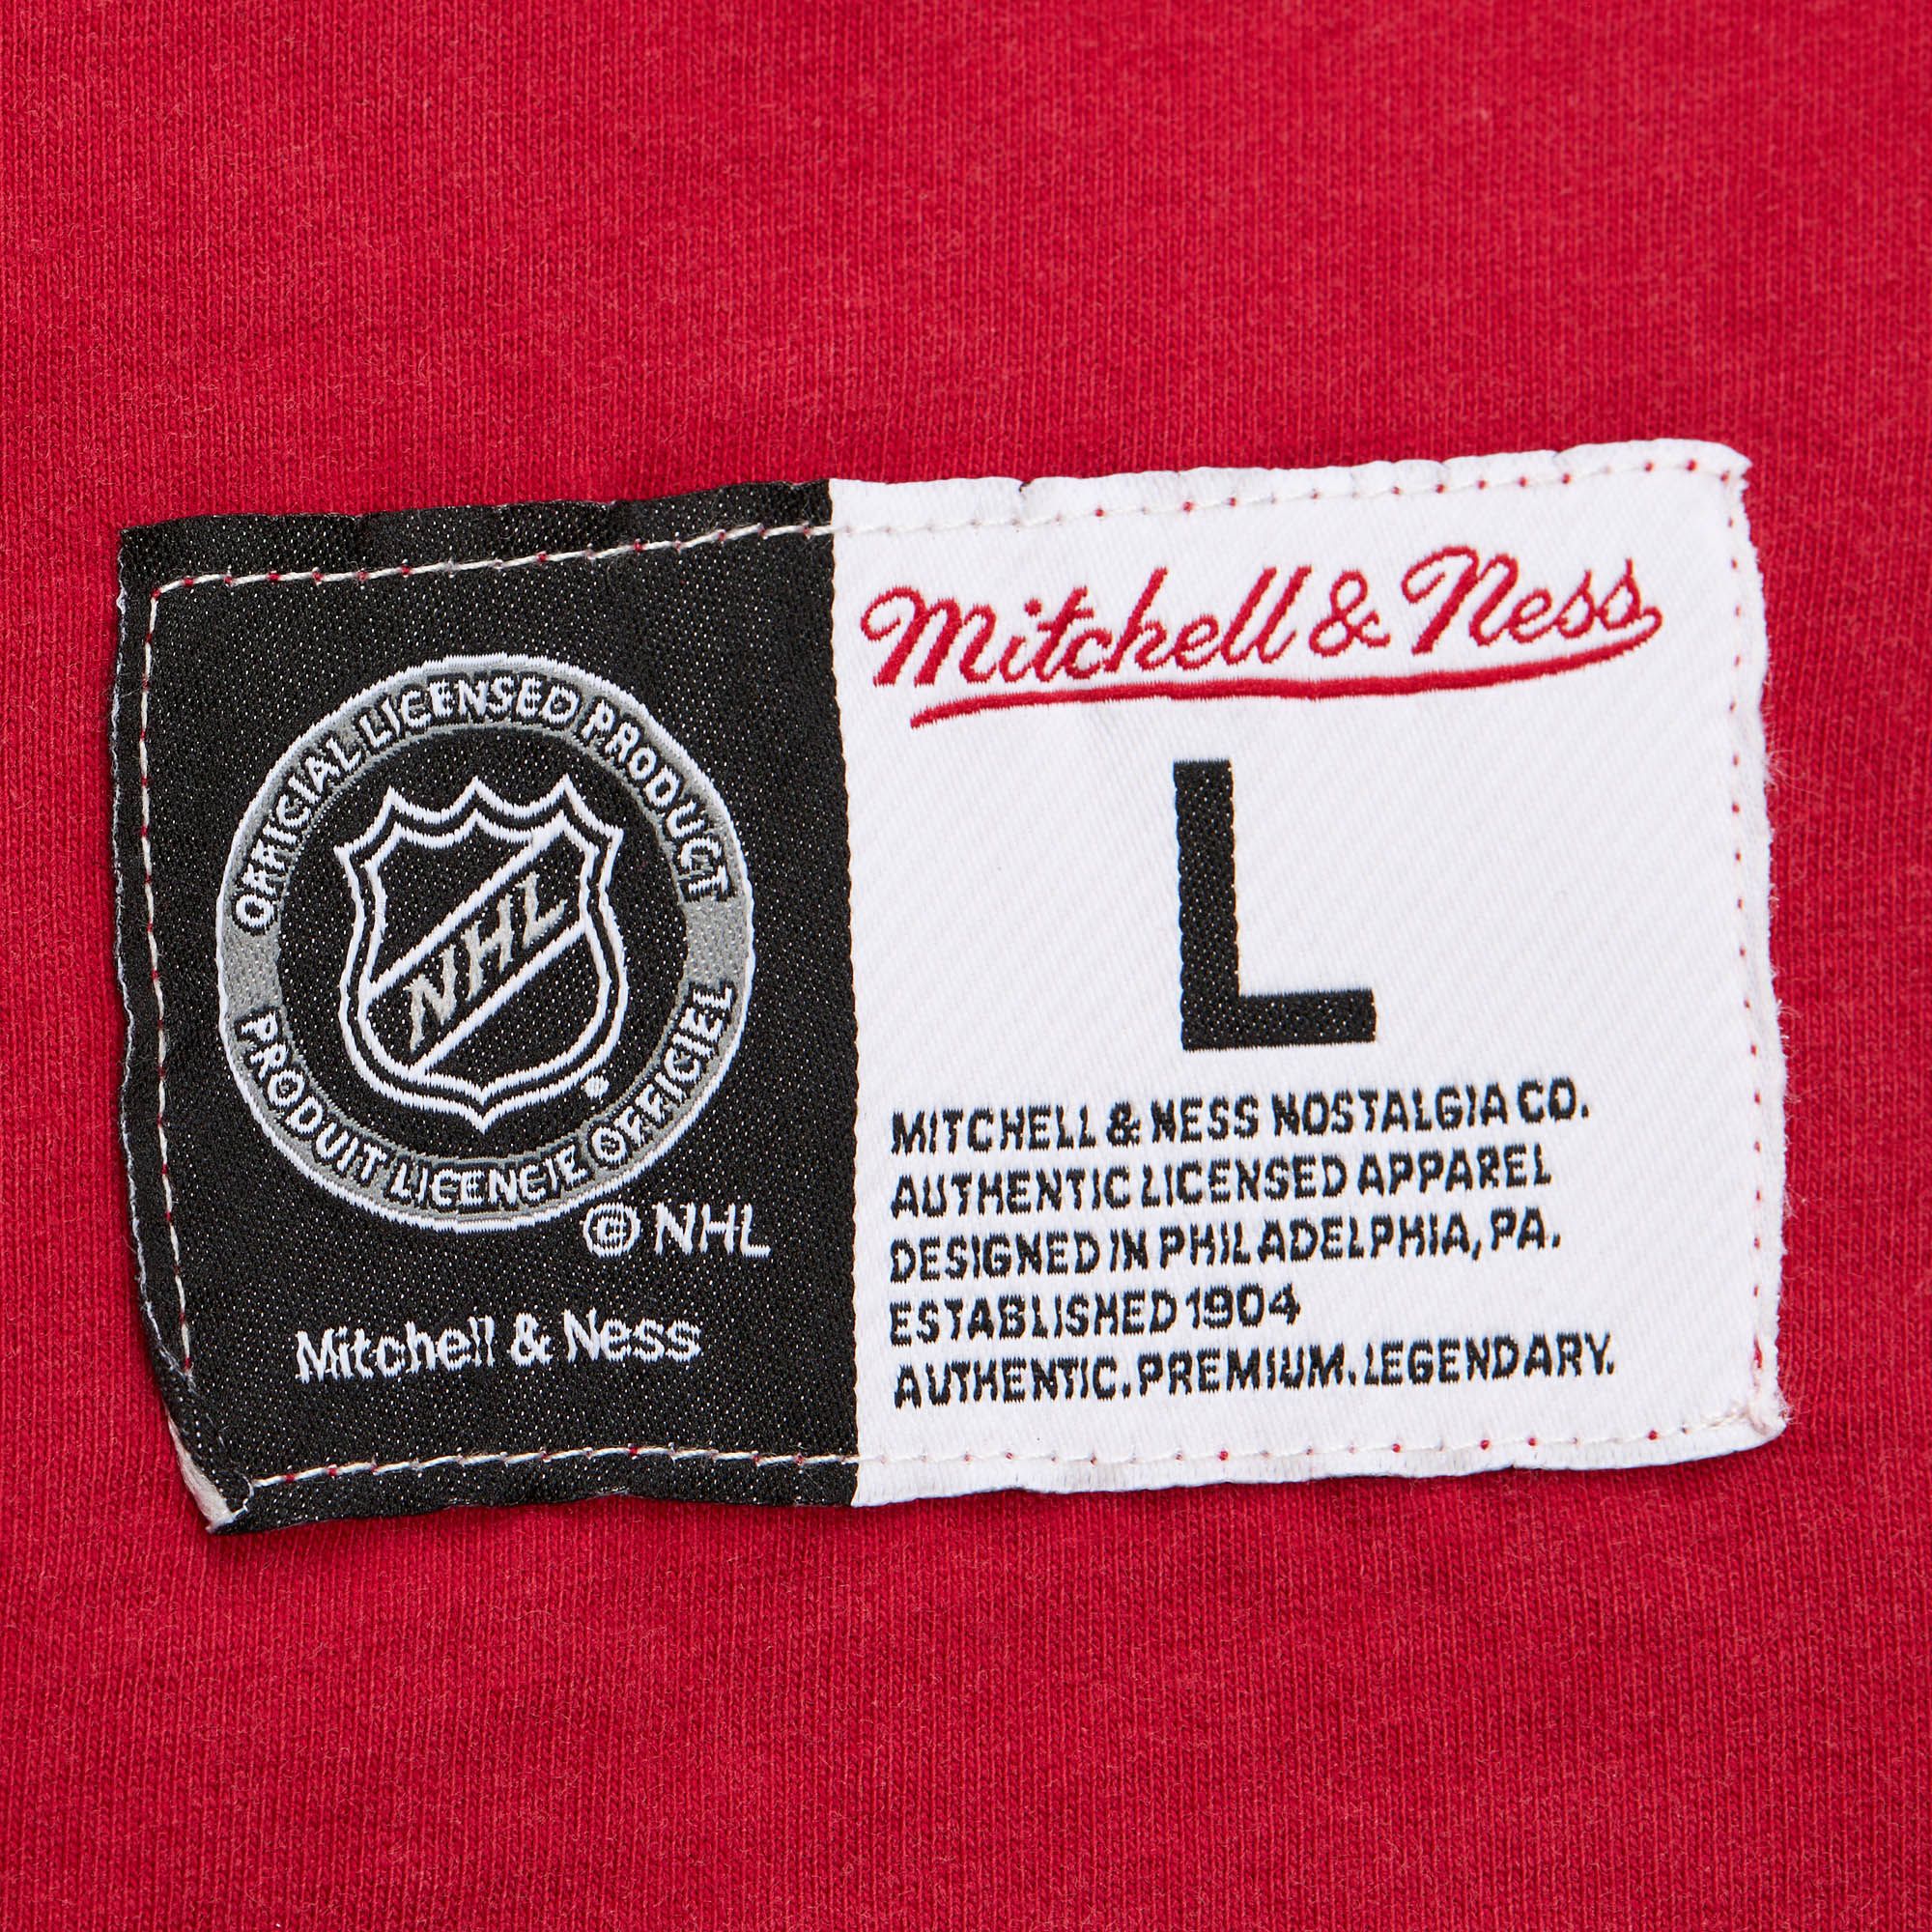 OFFICIAL LICENSED PRODUCT
NHL
PRODUIT LICENCIE OFFICIEL
© NHL
Mitchell & Ness
Mitchell & Ness
L
MITCHELL & NESS NOSTALGIA CO.
AUTHENTIC LICENSED APPAREL
DESIGNED IN PHILADELPHIA, PA.
ESTABLISHED 1904
AUTHENTIC. PREMIUM. LEGENDARY.